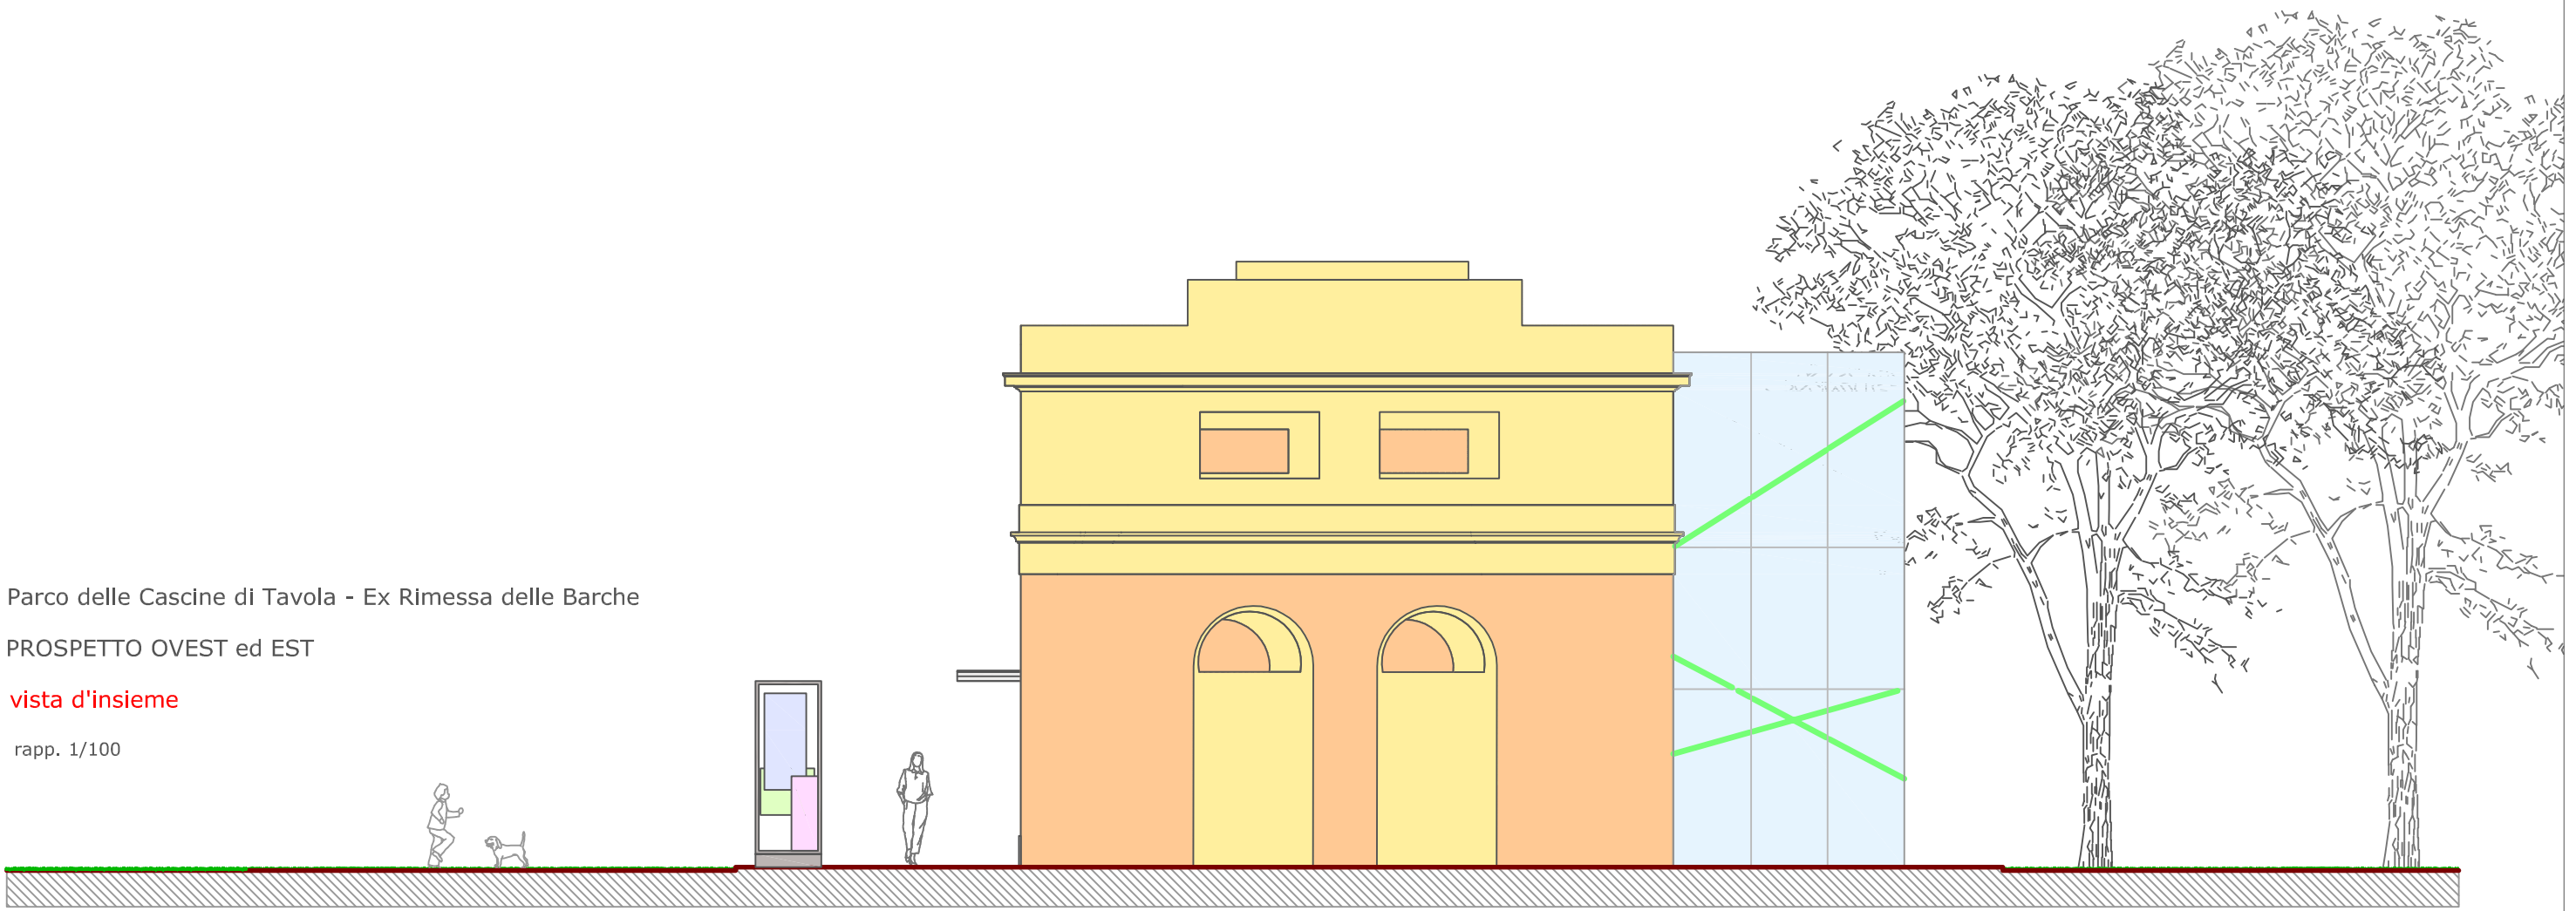 Parco delle Cascine di Tavola - Ex Rimessa delle Barche
PROSPETTO OVEST ed EST
vista d'insieme
rapp. 1/100